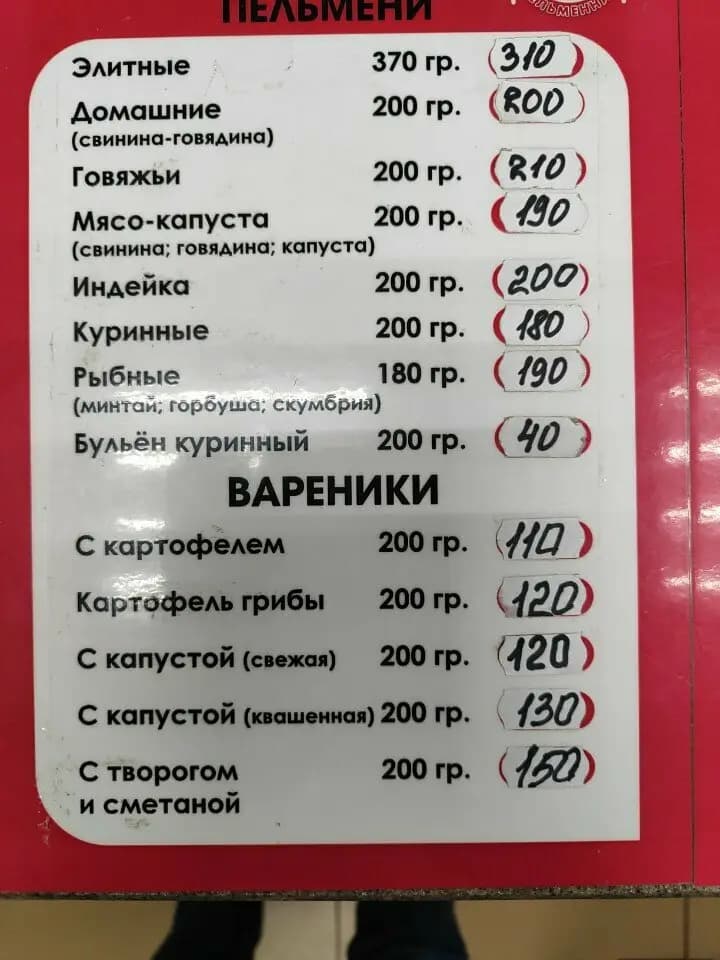 ПЕЛЬМЕНИ
Элитные 370 гр. 310
Домашние 200 гр. 200
(свинина-говядина)
Говяжьи 200 гр. 210
Мясо-капуста 200 гр. 190
(свинина; говядина; капуста)
Индейка 200 гр. 200
Куринные 200 гр. 180
Рыбные 180 гр. 190
(минтай; горбуша; скумбрия)
Бульён куринный 200 гр. 40
ВАРЕНИКИ
С картофелем 200 гр. 110
Картофель грибы 200 гр. 120
С капустой (свежая) 200 гр. 120
С капустой (квашенная) 200 гр. 130
С творогом 200 гр. 150
и сметаной